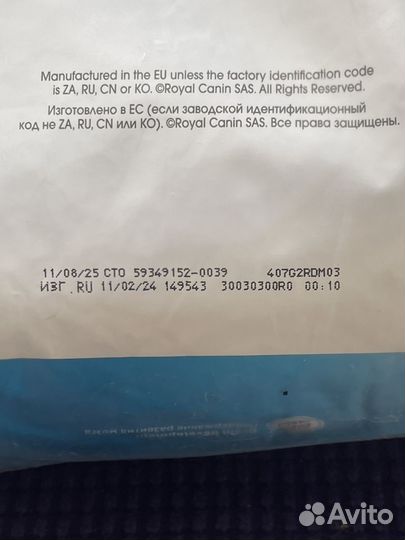 Manufactured in the EU unless the factory identification code
is ZA, RU, CN or KO. ©Royal Canin SAS. All Rights Reserved.
Изготовлено в ЕС (если заводской идентификационный
код не ZA, RU, CN или KO). ©Royal Canin SAS. Все права защищены.
11/08/25 СТО 59349152-0039 407G2RDM03
ИЗГ.RU 11/02/24 149543 30030300R0 00:10
Avito